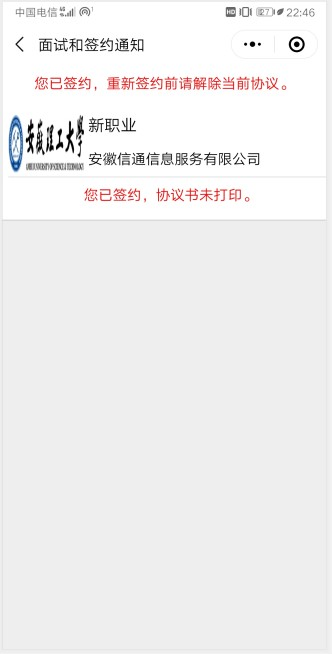 中国电信 4G HD 7 22:46
面试和签约通知
您已签约，重新签约前请解除当前协议。
安徽理工大学
新职业
安徽信通信息服务有限公司
您已签约，协议书未打印。